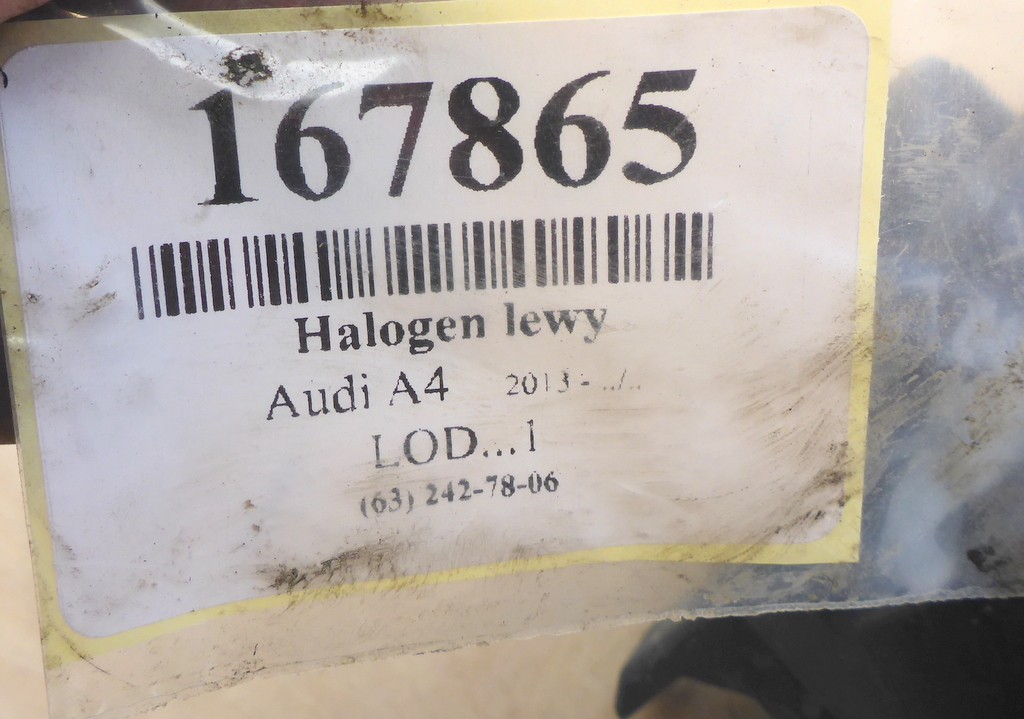 167865
Halogen lewy
Audi A4 2013 - ../..
LOD...1
(63) 242-78-06